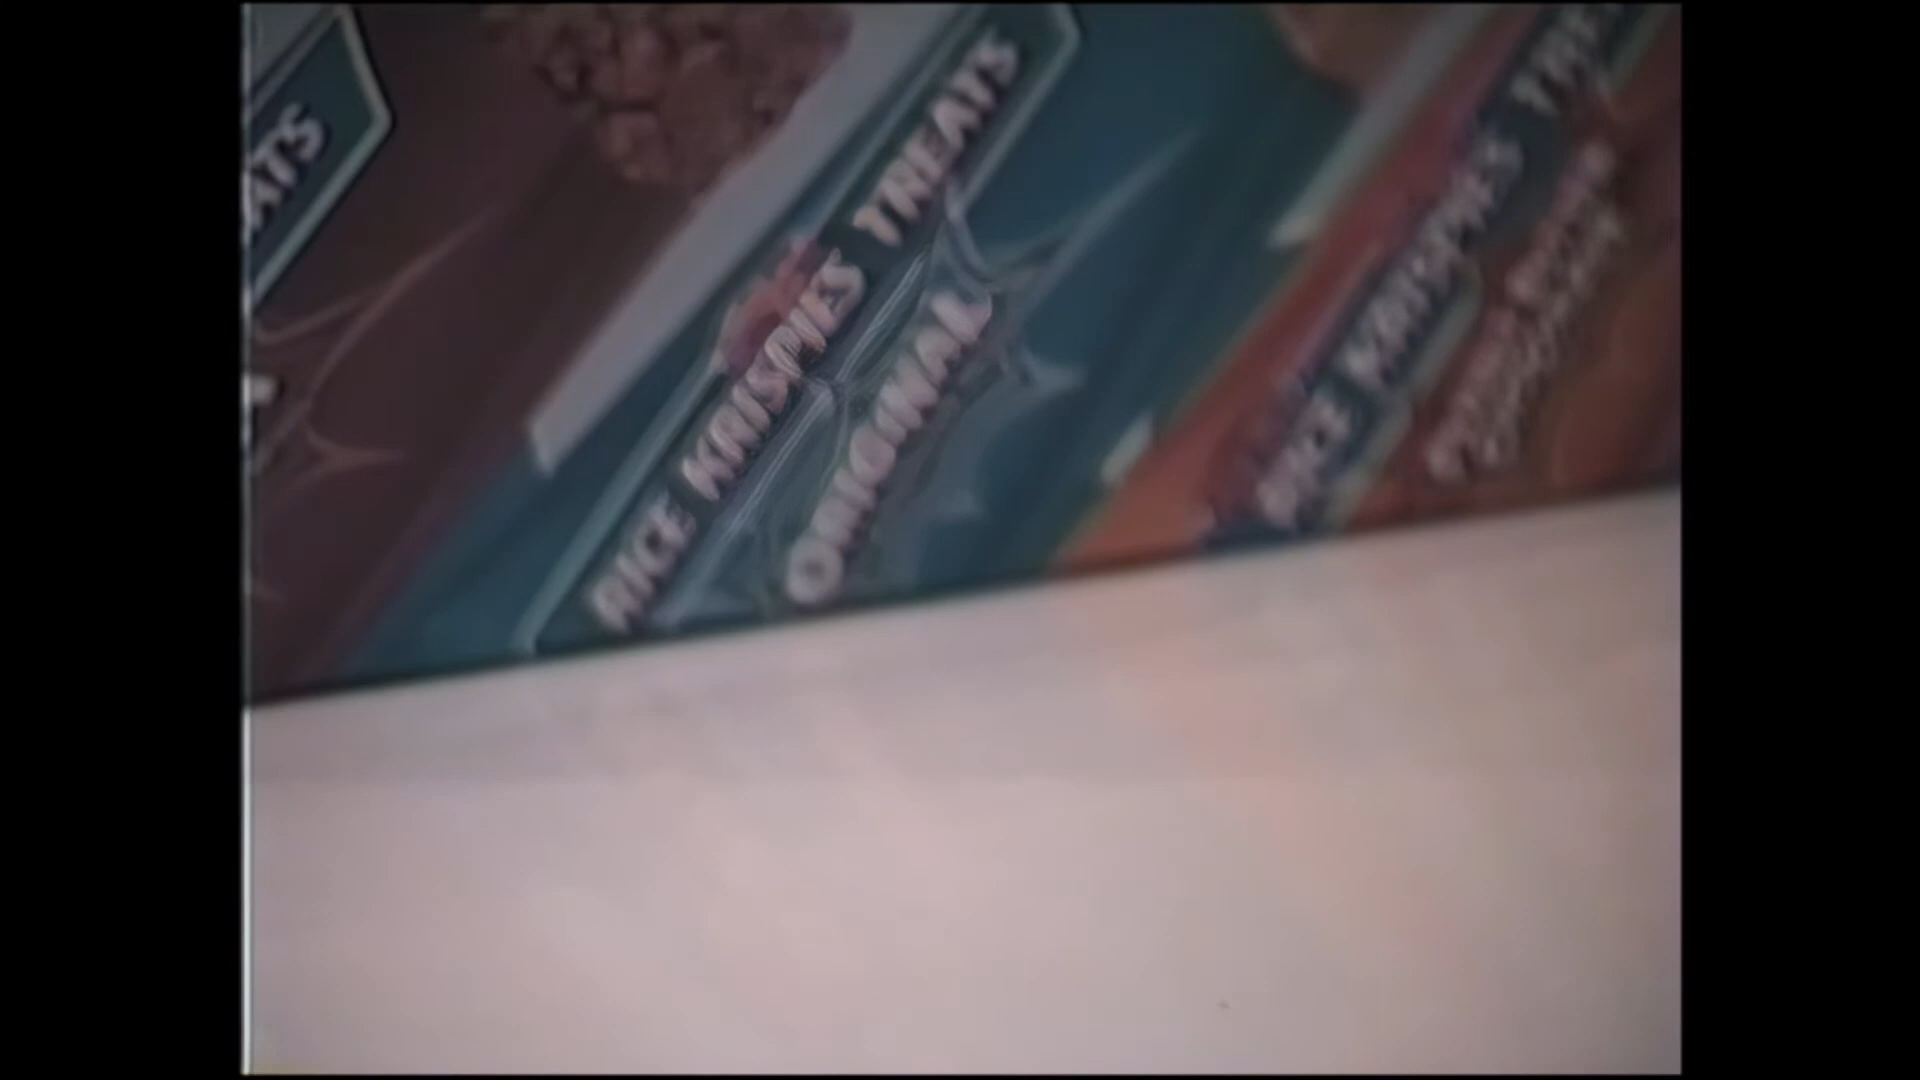 ATS
RICE KRISPIES TREATS
ORIGINAL
RICE KRISPIES TREA